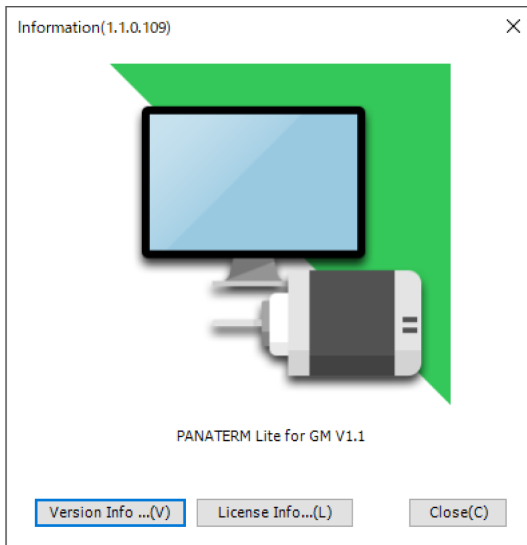 Information(1.1.0.109)
PANATERM Lite for GM V1.1
Version Info ...(V)
License Info...(L)
Close(C)